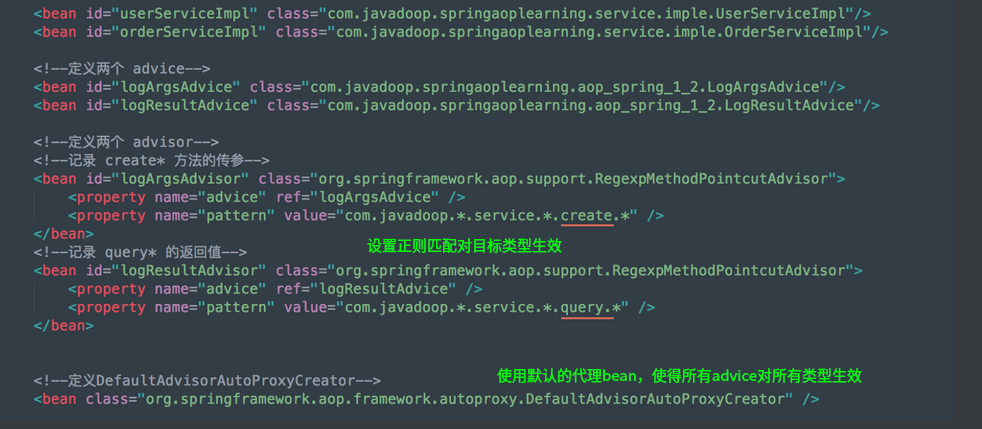 <bean id="userServiceImpl" class="com.javadoop.springaoplearning.service.imple.UserServiceImpl"/>
<bean id="orderServiceImpl" class="com.javadoop.springaoplearning.service.imple.OrderServiceImpl"/>
<!--定义两个 advice-->
<bean id="logArgsAdvice" class="com.javadoop.springaoplearning.aop_spring_1_2.LogArgsAdvice"/>
<bean id="logResultAdvice" class="com.javadoop.springaoplearning.aop_spring_1_2.LogResultAdvice"/>
<!--定义两个 advisor-->
<!--记录 create* 方法的传参-->
<bean id="logArgsAdvisor" class="org.springframework.aop.support.RegexpMethodPointcutAdvisor">
<property name="advice" ref="logArgsAdvice" />
<property name="pattern" value="com.javadoop.*.service.*.create.*" />
</bean>
设置正则匹配对目标类型生效
<!--记录 query* 的返回值-->
<bean id="logResultAdvisor" class="org.springframework.aop.support.RegexpMethodPointcutAdvisor">
<property name="advice" ref="logResultAdvice" />
<property name="pattern" value="com.javadoop.*.service.*.query.*" />
</bean>
使用默认的代理bean，使得所有advice对所有类型生效
<!--定义DefaultAdvisorAutoProxyCreator-->
<bean class="org.springframework.aop.framework.autoproxy.DefaultAdvisorAutoProxyCreator" />